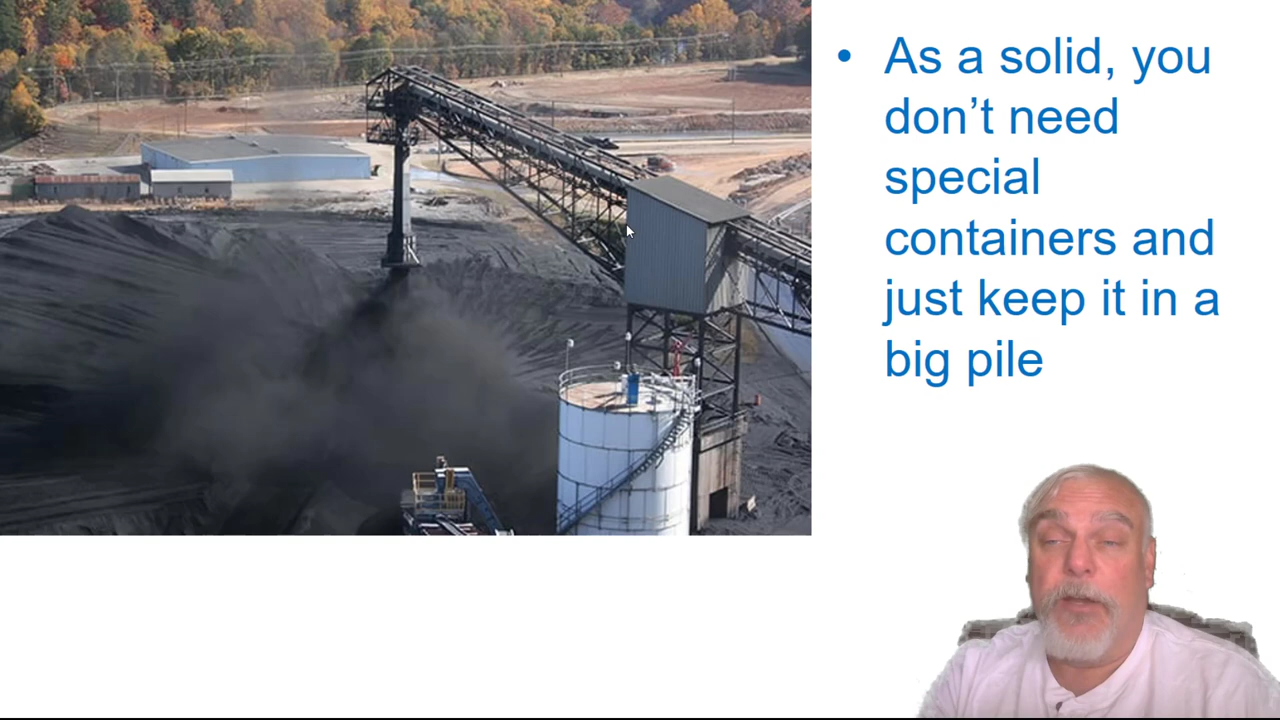 • As a solid, you
don’t need
special
containers and
just keep it in a
big pile